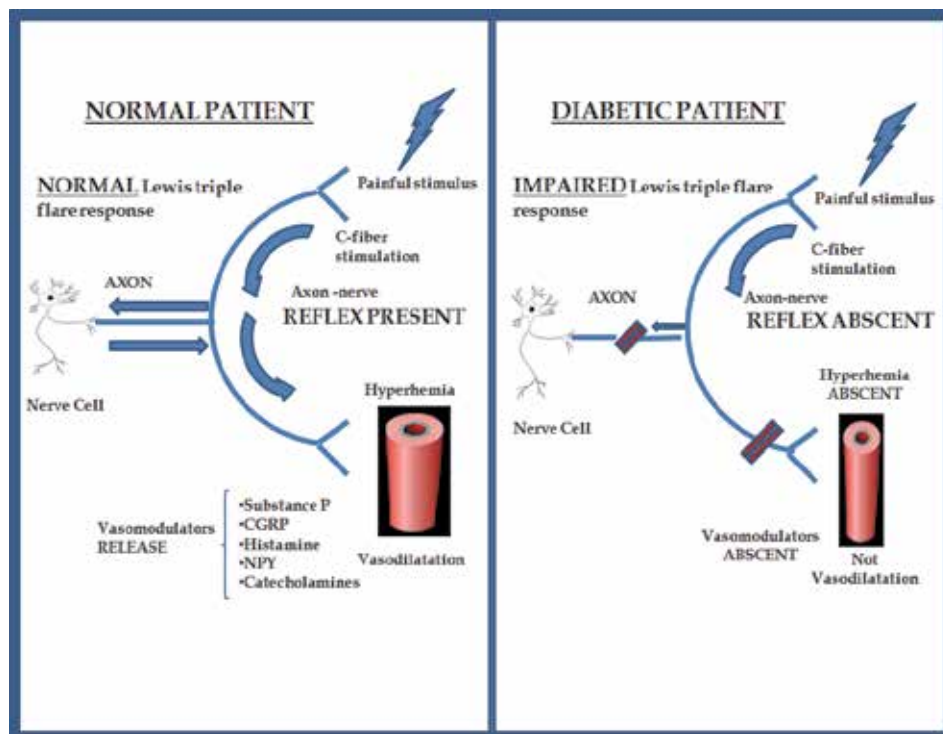 NORMAL PATIENT
NORMAL Lewis triple
flare response
Painful stimulus
C-fiber
stimulation
AXON
Axon -nerve
REFLEX PRESENT
Nerve Cell
Hyperhemia
Vasomodulators
RELEASE
•Substance P
•CGRP
•Histamine
•NPY
•Catecholamines
Vasodilatation
DIABETIC PATIENT
IMPAIRED Lewis triple flare
response
Painful stimulus
C-fiber
stimulation
AXON
Axon-nerve
REFLEX ABSCENT
Nerve Cell
Hyperhemia
ABSCENT
Vasomodulators
ABSCENT
Not
Vasodilatation